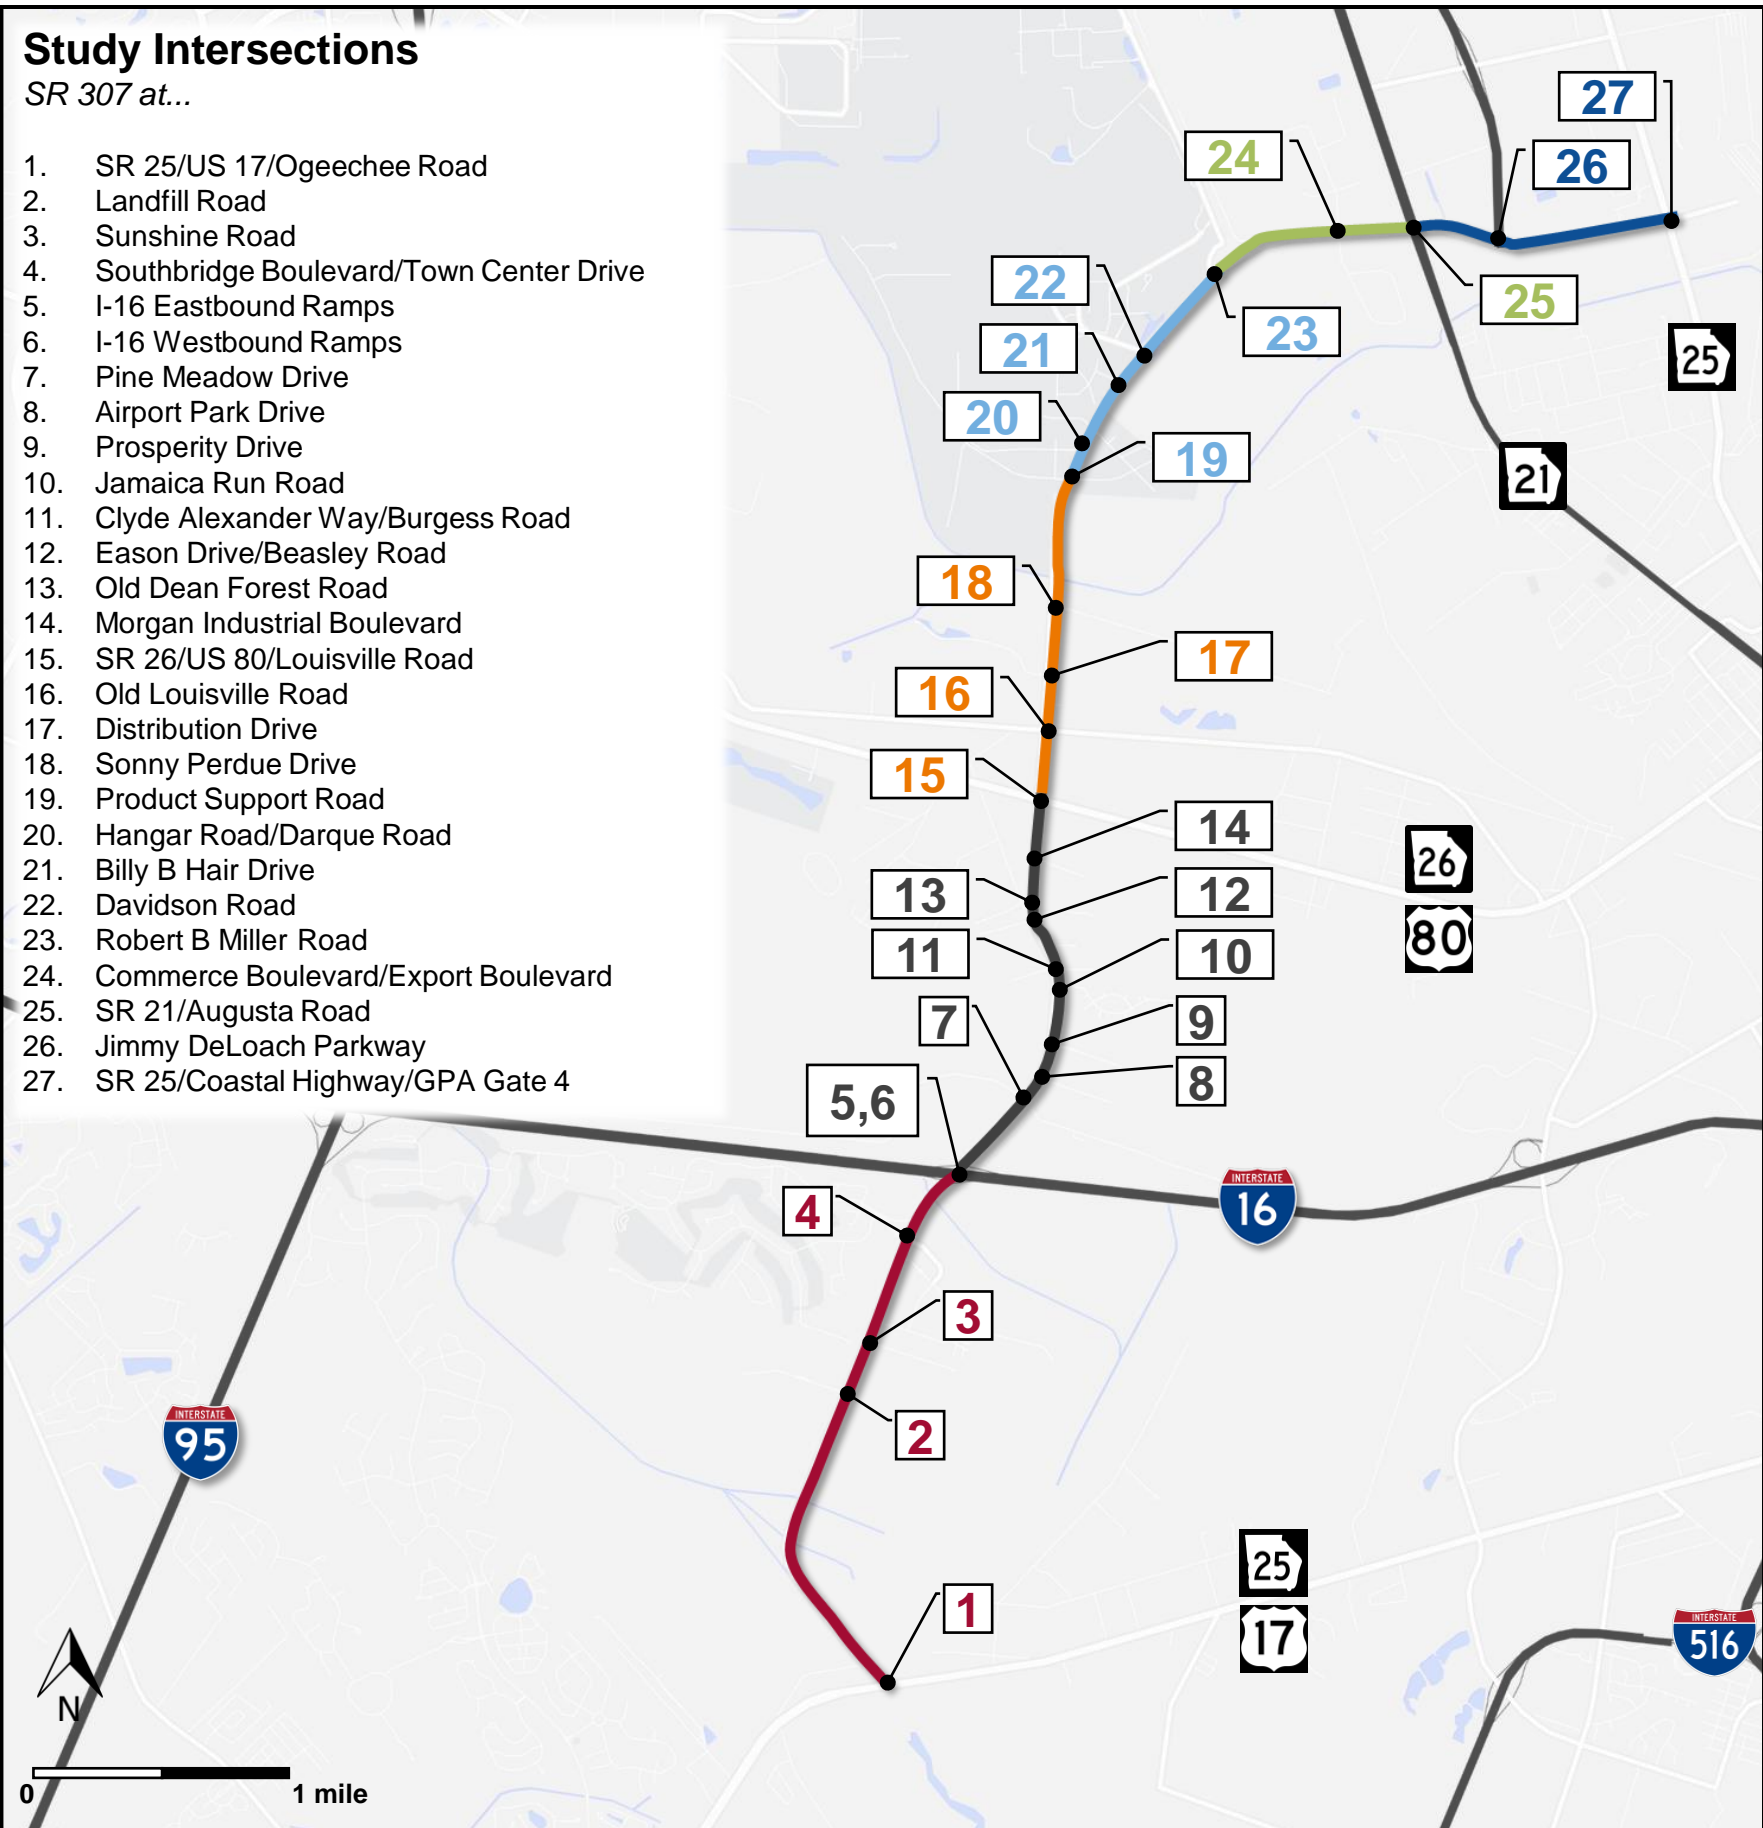 Study Intersections
SR 307 at...
1. SR 25/US 17/Ogeechee Road
2. Landfill Road
3. Sunshine Road
4. Southbridge Boulevard/Town Center Drive
5. I-16 Eastbound Ramps
6. I-16 Westbound Ramps
7. Pine Meadow Drive
8. Airport Park Drive
9. Prosperity Drive
10. Jamaica Run Road
11. Clyde Alexander Way/Burgess Road
12. Eason Drive/Beasley Road
13. Old Dean Forest Road
14. Morgan Industrial Boulevard
15. SR 26/US 80/Louisville Road
16. Old Louisville Road
17. Distribution Drive
18. Sonny Perdue Drive
19. Product Support Road
20. Hangar Road/Darque Road
21. Billy B Hair Drive
22. Davidson Road
23. Robert B Miller Road
24. Commerce Boulevard/Export Boulevard
25. SR 21/Augusta Road
26. Jimmy DeLoach Parkway
27. SR 25/Coastal Highway/GPA Gate 4
27
24
26
22
25
23
21
25
20
19
21
18
17
16
15
14
26
13
12
80
11
10
7
9
8
5,6
INTERSTATE
16
4
3
INTERSTATE
95
2
25
1
17
INTERSTATE
516
N
0
1 mile